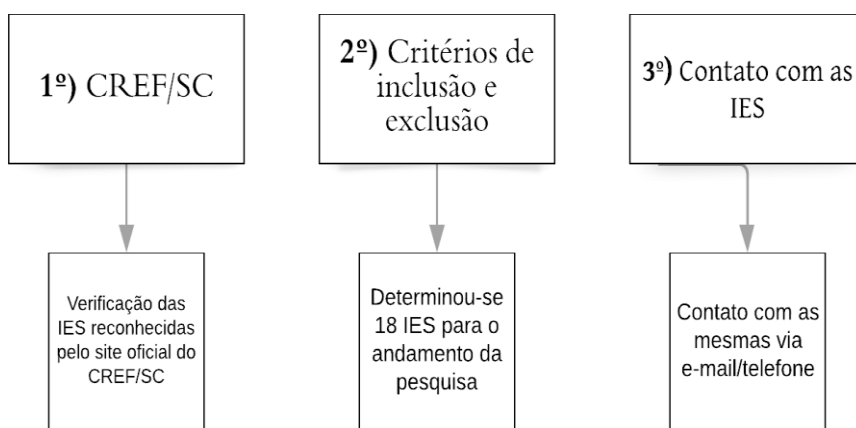 1º) CREF/SC
2º) Critérios de
inclusão e
exclusão
3º) Contato com as
IES
Verificação das
IES reconhecidas
pelo site oficial do
CREF/SC
Determinou-se
18 IES para o
andamento da
pesquisa
Contato com as
mesmas via
e-mail/telefone